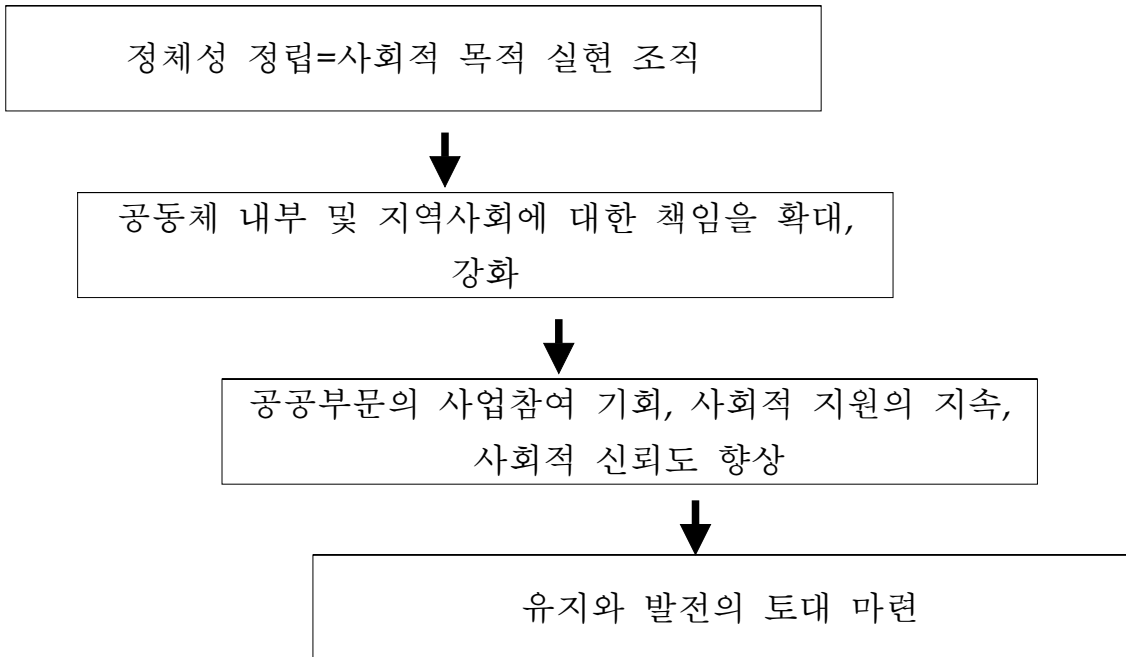 정체성 정립=사회적 목적 실현 조직
공동체 내부 및 지역사회에 대한 책임을 확대,
강화
공공부문의 사업참여 기회, 사회적 지원의 지속,
사회적 신뢰도 향상
유지와 발전의 토대 마련